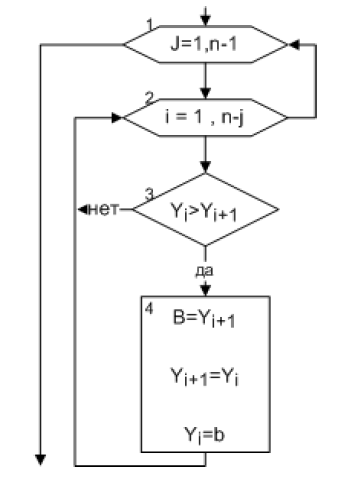 1
J=1,n-1
2
i = 1 , n-j
3
нет
Yi>Yi+1
да
4
B=Yi+1
Yi+1=Yi
Yi=b